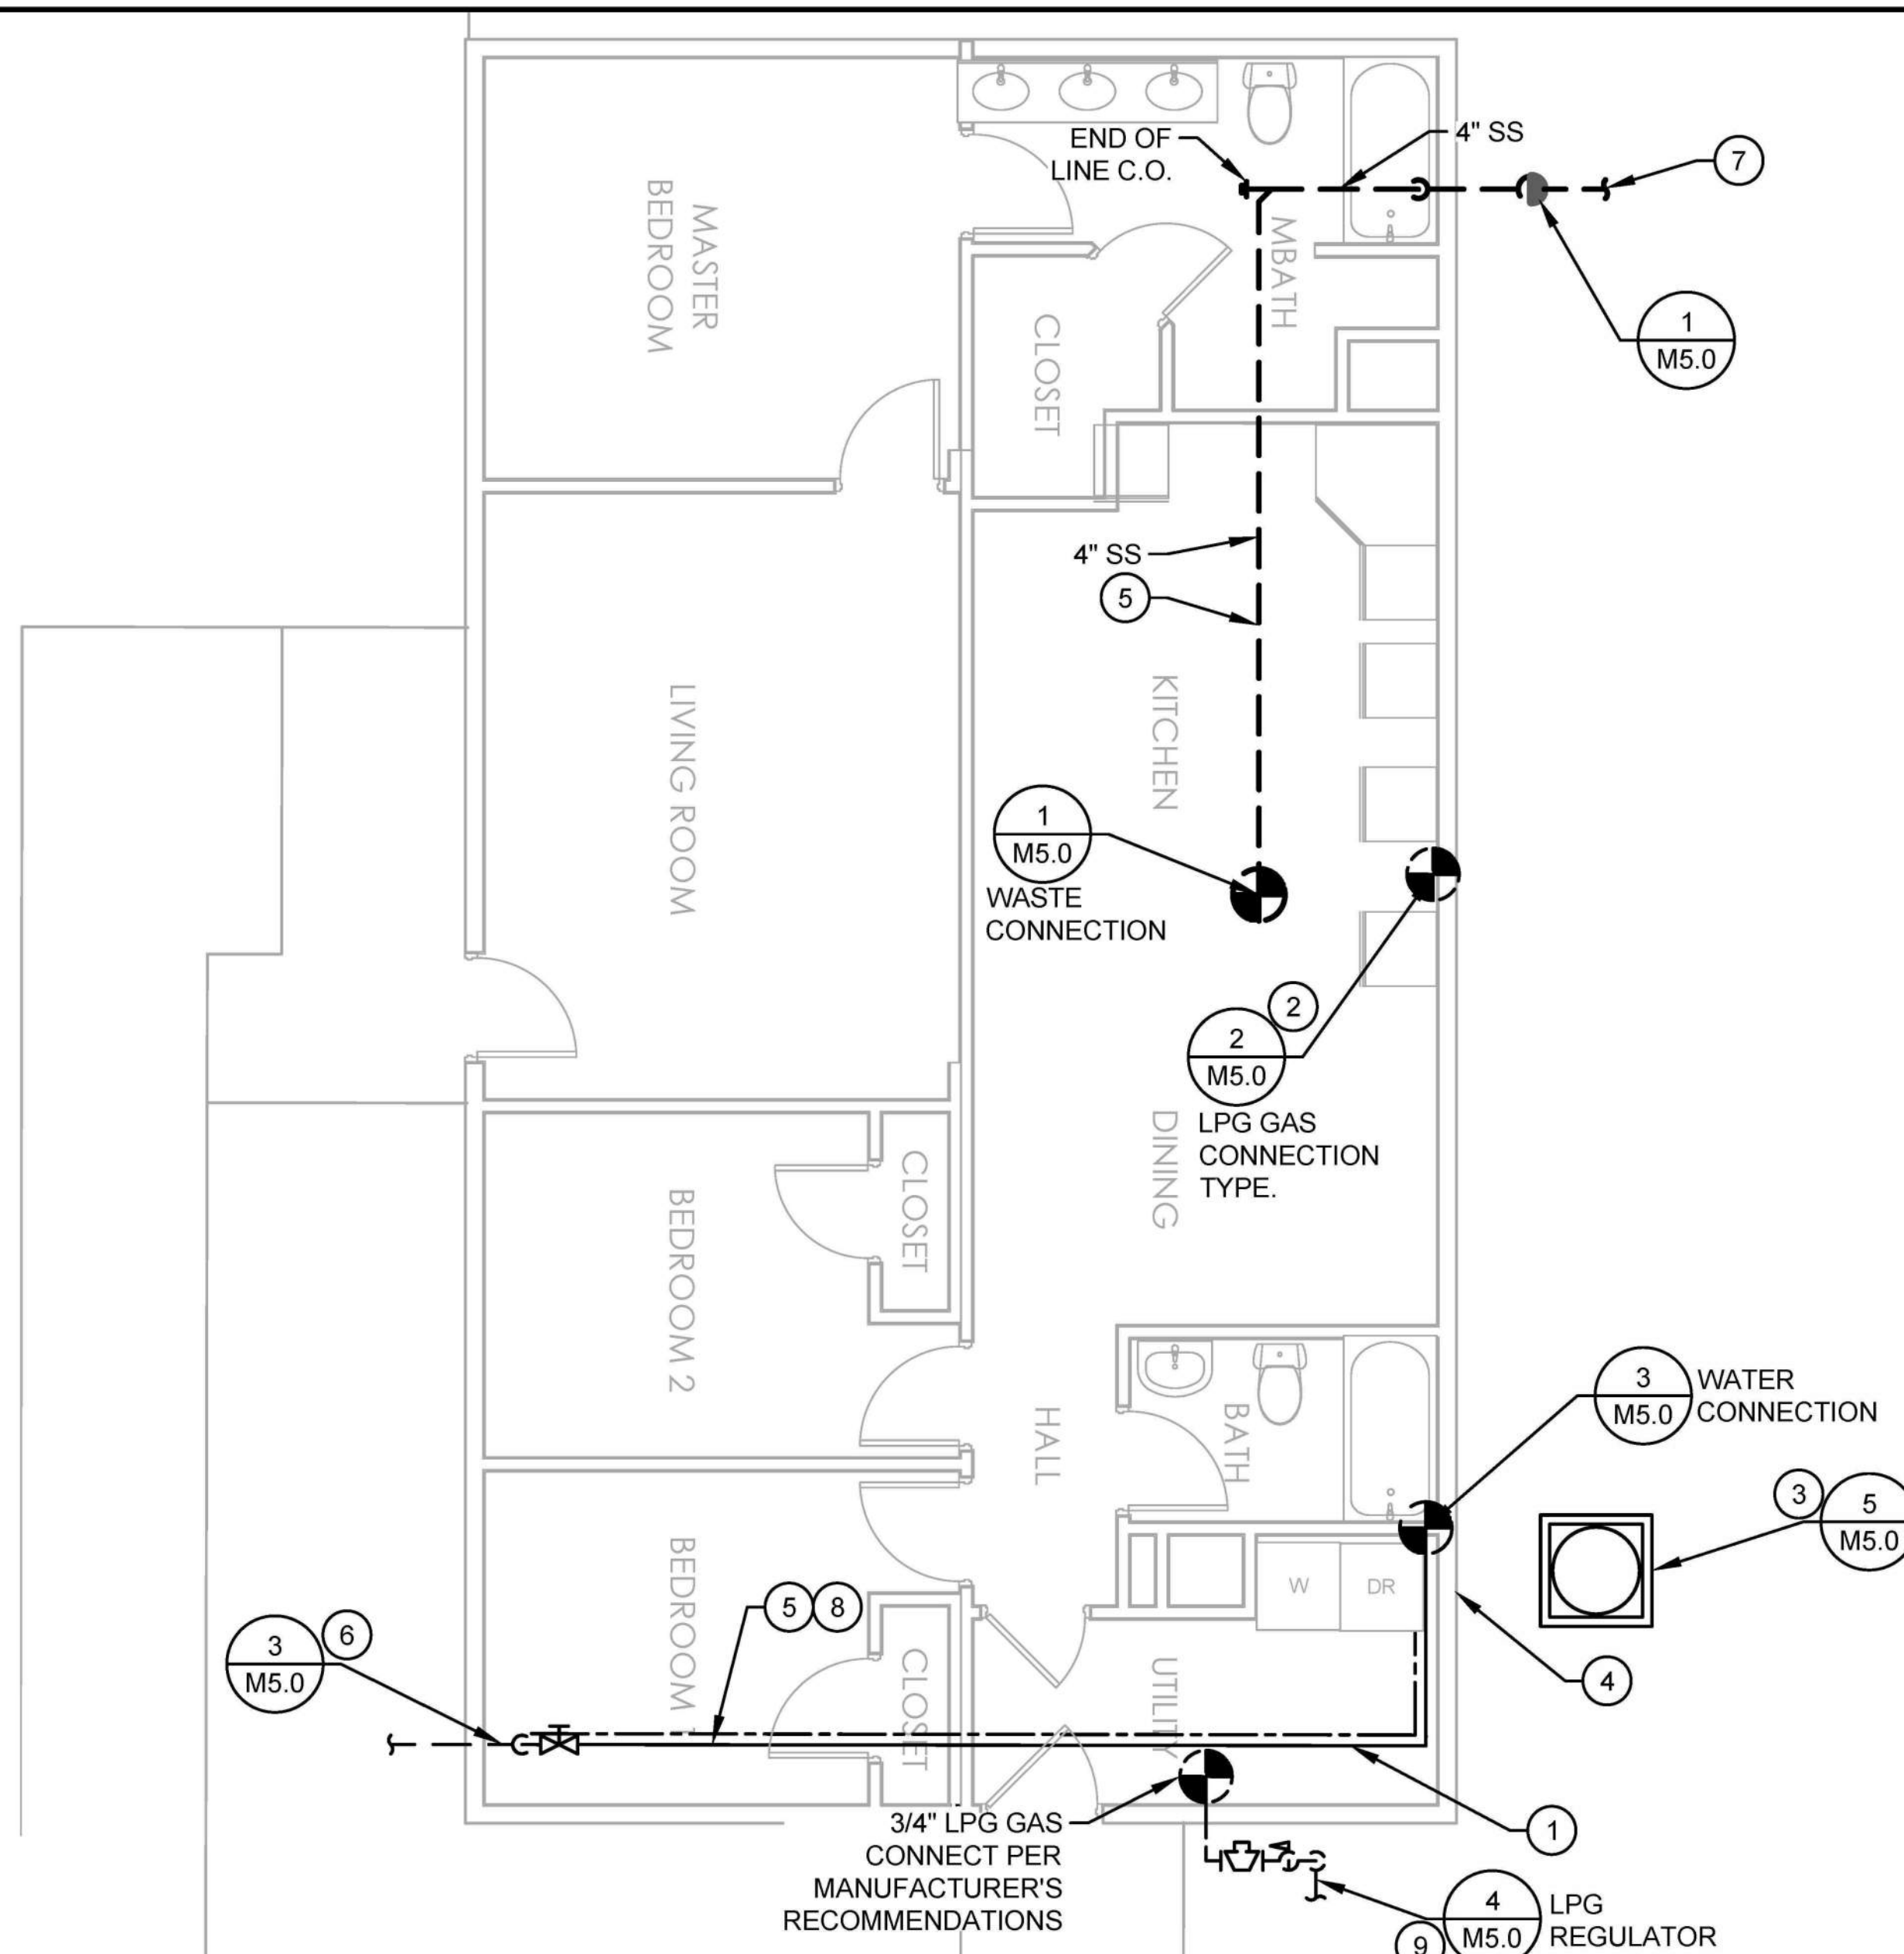 END OF
LINE C.O.
4" SS
7
MASTER
BEDROOM
MBATH
1
M5.0
CLOSET
4" SS
5
KITCHEN
LIVING ROOM
1
M5.0
WASTE
CONNECTION
2
2
M5.0
LPG GAS
CONNECTION
TYPE.
DINING
CLOSET
BEDROOM 2
3
M5.0
WATER
CONNECTION
HALL
BATH
3
5
M5.0
W
DR
BEDROOM 1
5
8
6
3
M5.0
CLOSET
UTILITY
4
1
3/4" LPG GAS
CONNECT PER
MANUFACTURER'S
RECOMMENDATIONS
4
M5.0
LPG
REGULATOR
9